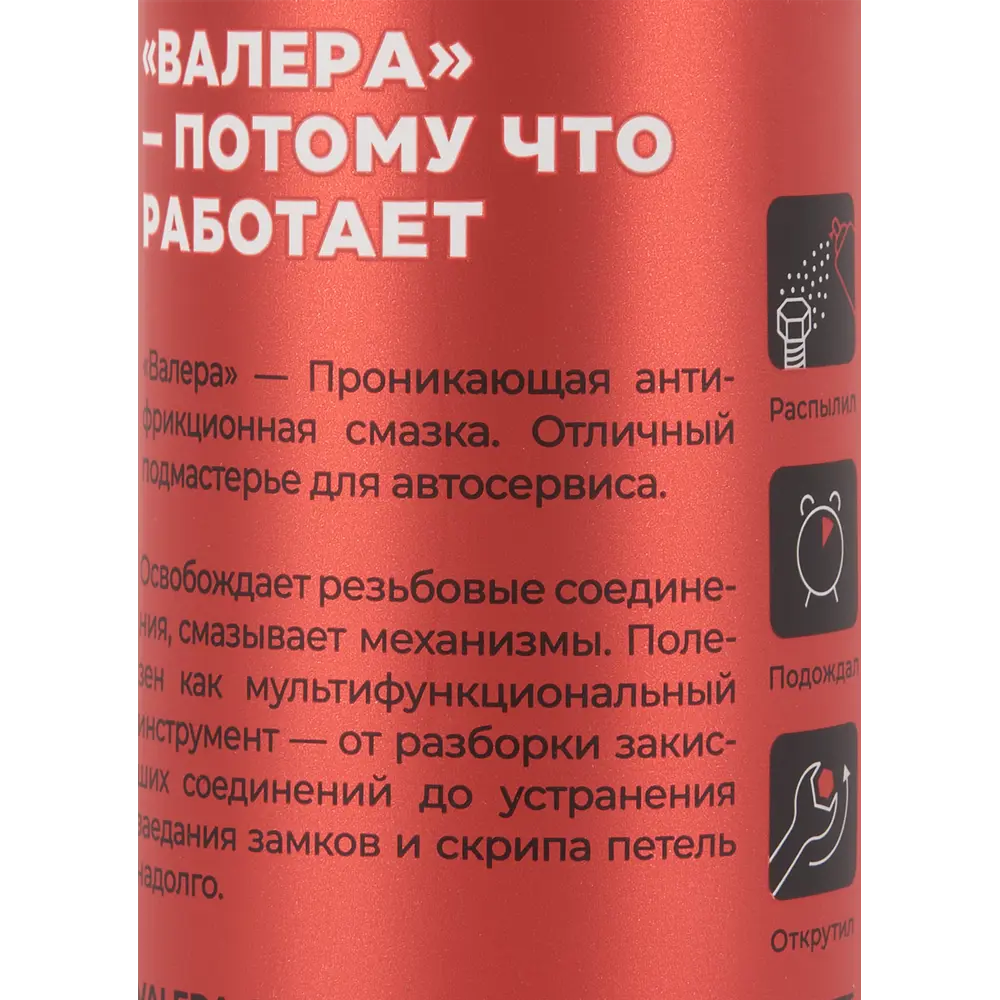 «ВАЛЕРА»
– ПОТОМУ ЧТО
РАБОТАЕТ
«Валера» — Проникающая анти-
фрикционная смазка. Отличный
подмастерье для автосервиса.
Освобождает резьбовые соедине-
ния, смазывает механизмы. Поле-
зен как мультифункциональный
инструмент — от разборки закис-
ших соединений до устранения
заедания замков и скрипа петель
надолго.
Распылил
Подождал
Открутил